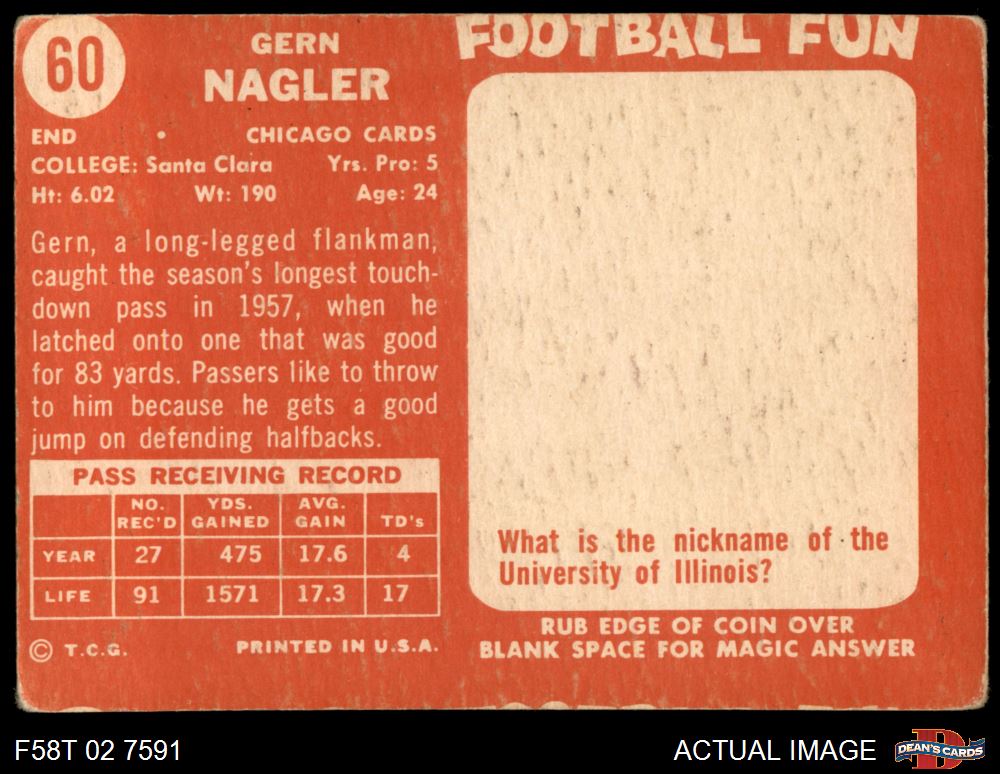 60
GERN
NAGLER
END • CHICAGO CARDS
COLLEGE: Santa Clara Yrs. Pro: 5
Ht: 6.02 Wt: 190 Age: 24
Gern, a long-legged flankman,
caught the season's longest touch-
down pass in 1957, when he
latched onto one that was good
for 83 yards. Passers like to throw
to him because he gets a good
jump on defending halfbacks.
PASS RECEIVING RECORD
NO. REC'D YDS. GAINED AVG. GAIN TD's
YEAR 27 475 17.6 4
LIFE 91 1571 17.3 17
© T.C.G. PRINTED IN U.S.A.
FOOTBALL FUN
What is the nickname of the
University of Illinois?
RUB EDGE OF COIN OVER
BLANK SPACE FOR MAGIC ANSWER
F58T 02 7591
ACTUAL IMAGE
D
DEAN'S CARDS